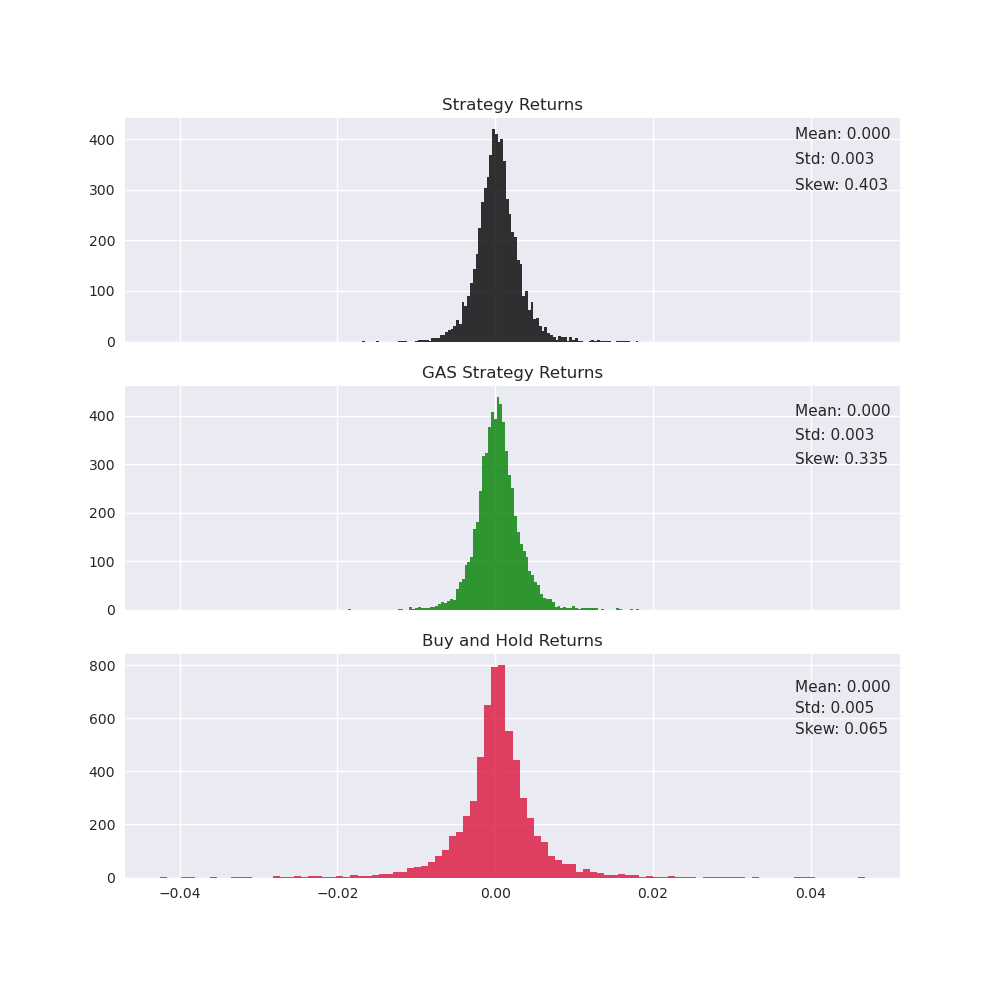 Strategy Returns
400
300
200
100
0
Mean: 0.000
Std: 0.003
Skew: 0.403
GAS Strategy Returns
400
300
200
100
0
Mean: 0.000
Std: 0.003
Skew: 0.335
Buy and Hold Returns
800
600
400
200
0
Mean: 0.000
Std: 0.005
Skew: 0.065
−0.04 −0.02 0.00 0.02 0.04